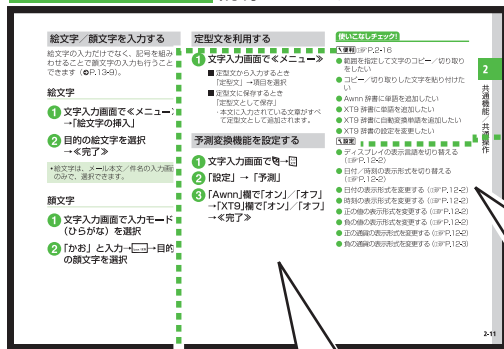 絵文字／顔文字を入力する
絵文字の入力だけでなく、記号を組み
わせることで顔文字の入力も行うこと
できます（P.13-9）。
絵文字
1 文字入力画面で≪メニュー
→「絵文字の挿入」
2 目的の絵文字を選択
→≪完了≫
・絵文字は、メール本文／件名の入力画
のみで、選択できます。
顔文字
1 文字入力画面で入力モード
（ひらがな）を選択
2 「かお」と入力→ →目的
の顔文字を選択
定型文を利用する
1 文字入力画面で≪メニュー≫
■ 定型文から入力するとき
「定型文」→項目を選択
■ 定型文に保存するとき
「定型文として保存」
・本文に入力されている文章がすべ
て定型文として追加されます。
予測変換機能を設定する
1 文字入力画面で →
2 「設定」→「予測」
3 「Awnn」欄で「オン」／「オフ」
→「XT9」欄で「オン」／「オフ」
→≪完了≫
使いこなしチェック!
便利 P.2-16
● 範囲を指定して文字のコピー／切り取り
をしたい
● コピー／切り取りした文字を貼り付けた
い
● Awnn 辞書に単語を追加したい
● XT9 辞書に単語を追加したい
● XT9 辞書に自動変換単語を追加したい
● XT9 辞書の設定を変更したい
設定
● ディスプレイの表示言語を切り替える
（P.12-2）
● 日付／時刻の表示形式を切り替える
（P.12-2）
● 日付の表示形式を変更する（P.12-2）
● 時刻の表示形式を変更する（P.12-2）
● 正の値の表示形式を変更する（P.12-2）
● 負の値の表示形式を変更する（P.12-2）
● 正の通貨の表示形式を変更する（P.12-2）
● 負の通貨の表示形式を変更する（P.12-3）
2
共通機能／共通操作
2-11